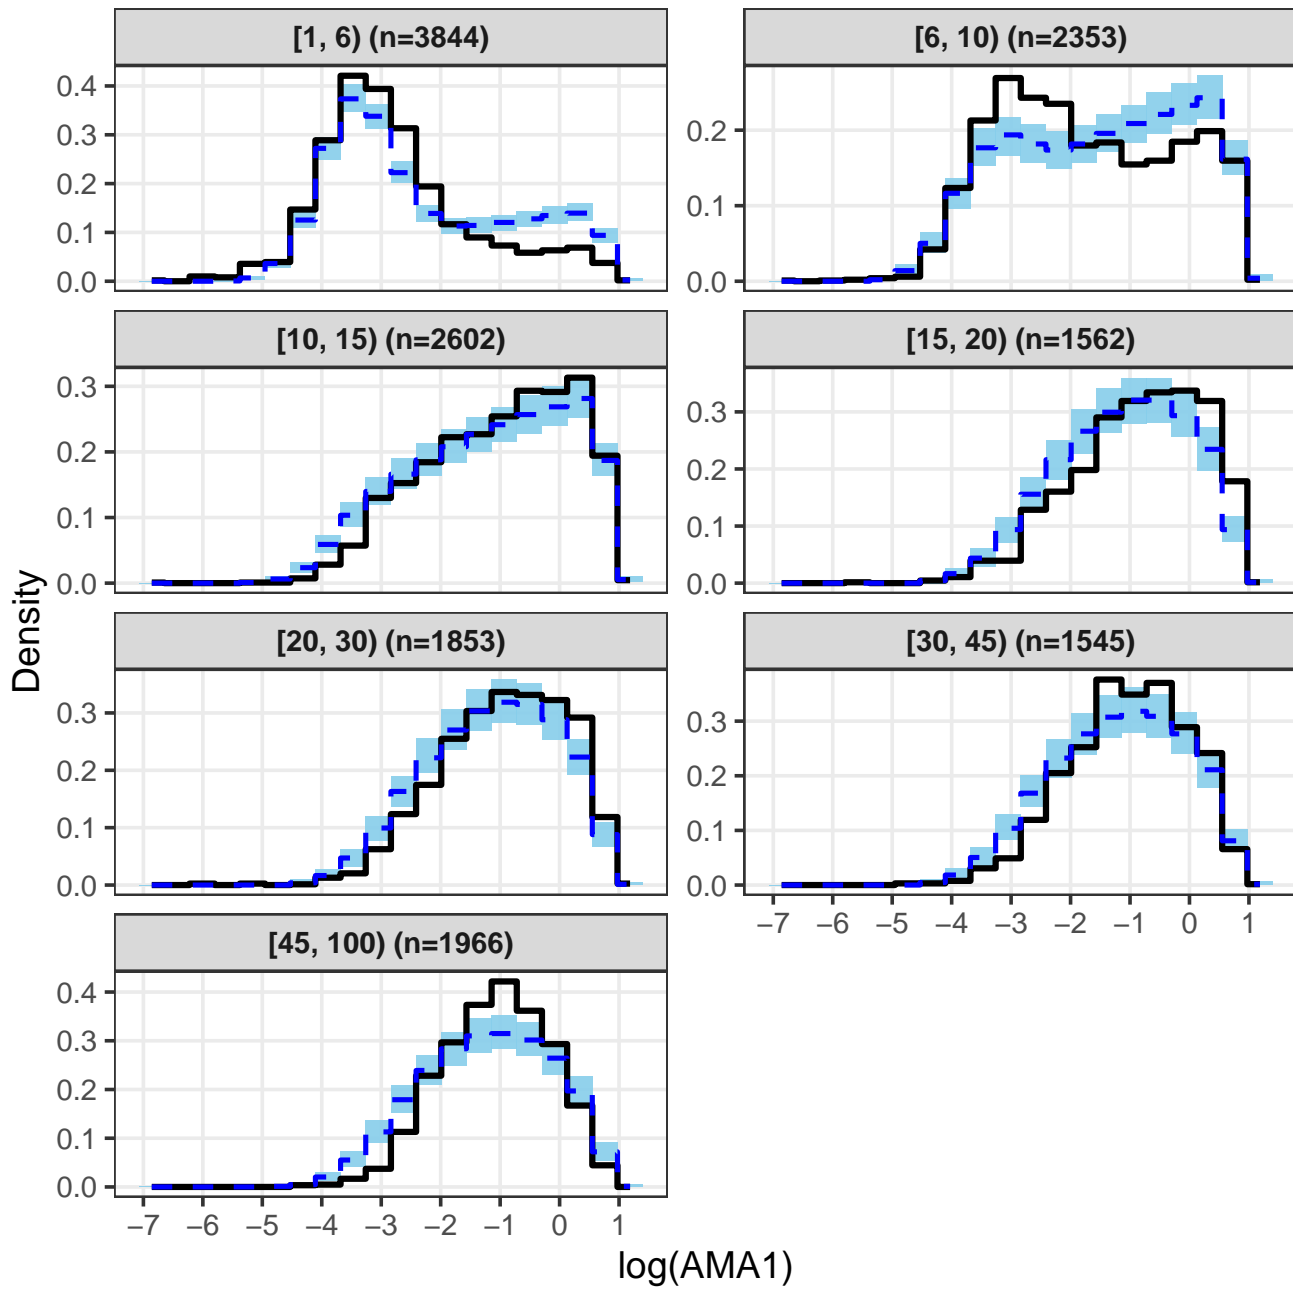 [1, 6) (n=3844)
[6, 10) (n=2353)
0.4
0.3
0.2
0.1
0.0
0.2
0.1
0.0
[10, 15) (n=2602)
[15, 20) (n=1562)
0.3
0.2
0.1
0.0
0.3
0.2
0.1
0.0
[20, 30) (n=1853)
[30, 45) (n=1545)
0.3
0.2
0.1
0.0
0.3
0.2
0.1
0.0
−7 −6 −5 −4 −3 −2 −1 0 1
[45, 100) (n=1966)
0.4
0.3
0.2
0.1
0.0
−7 −6 −5 −4 −3 −2 −1 0 1
Density
log(AMA1)